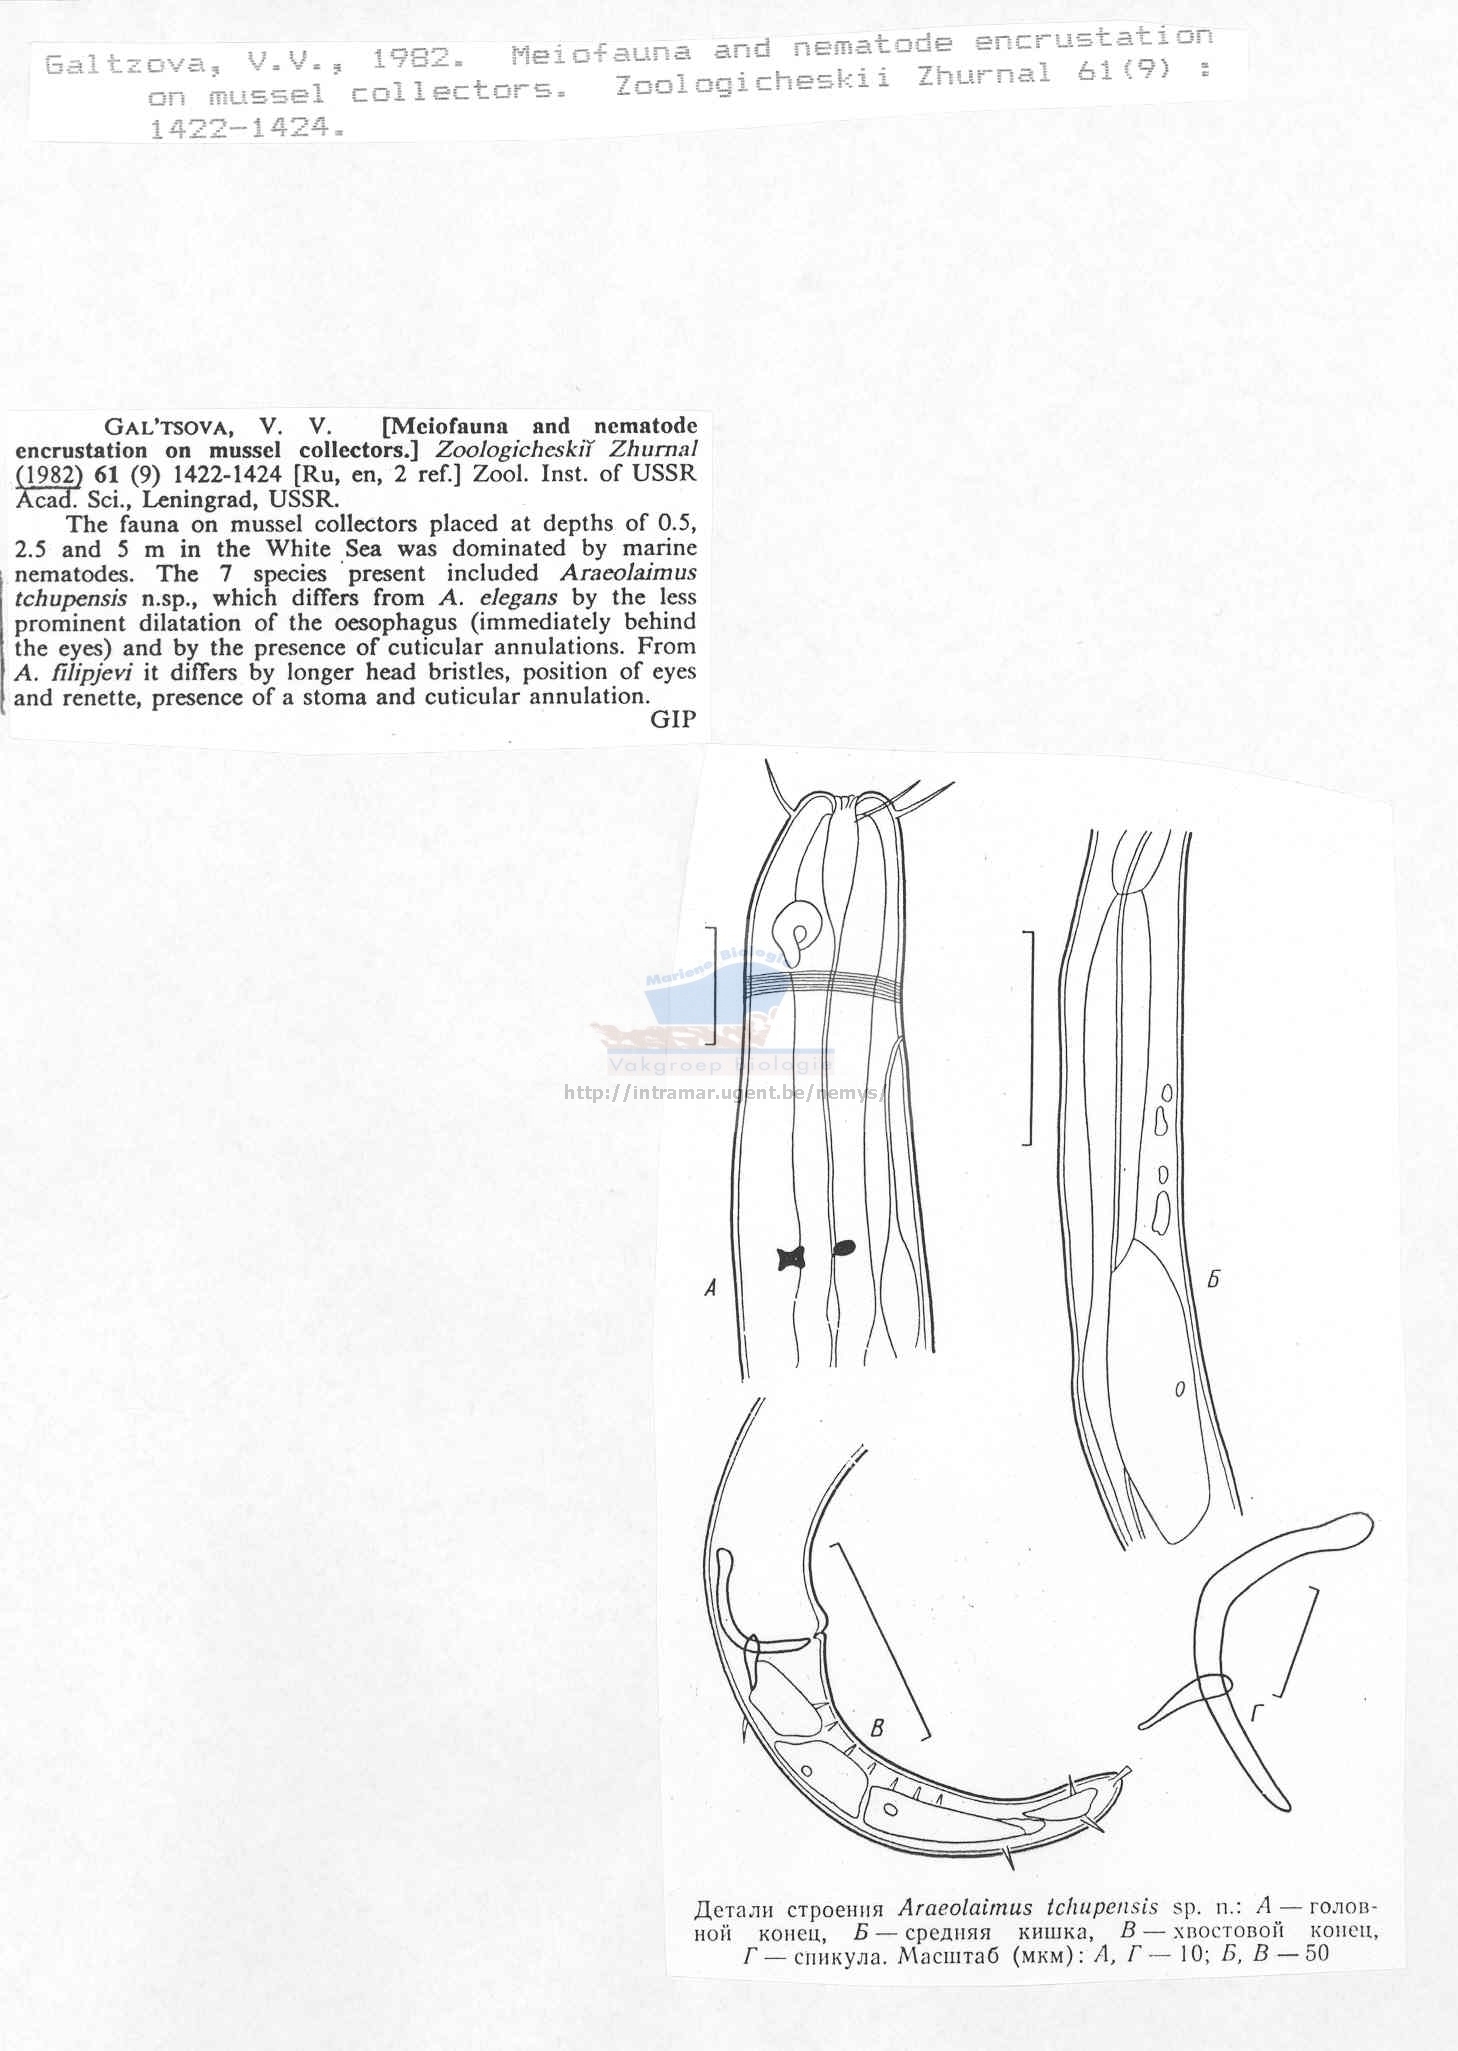 Galtzova, V.V., 1982. Meiofauna and nematode encrustation
on mussel collectors. Zoologicheskii Zhurnal 61(9) :
1422-1424.
GAL'TSOVA, V. V. [Meiofauna and nematode
encrustation on mussel collectors.] Zoologicheskiĭ Zhurnal
(1982) 61 (9) 1422-1424 [Ru, en, 2 ref.] Zool. Inst. of USSR
Acad. Sci., Leningrad, USSR.
The fauna on mussel collectors placed at depths of 0.5,
2.5 and 5 m in the White Sea was dominated by marine
nematodes. The 7 species present included Araeolaimus
tchupensis n.sp., which differs from A. elegans by the less
prominent dilatation of the oesophagus (immediately behind
the eyes) and by the presence of cuticular annulations. From
A. filipjevi it differs by longer head bristles, position of eyes
and renette, presence of a stoma and cuticular annulation.
GIP
Mariene Biologie
Vakgroep biologie
http://intramar.ugent.be/nemys/
А
Б
В
Г
Детали строения Araeolaimus tchupensis sp. n.: А — голов-
ной конец, Б — средняя кишка, В — хвостовой конец,
Г — спикула. Масштаб (мкм): А, Г — 10; Б, В — 50